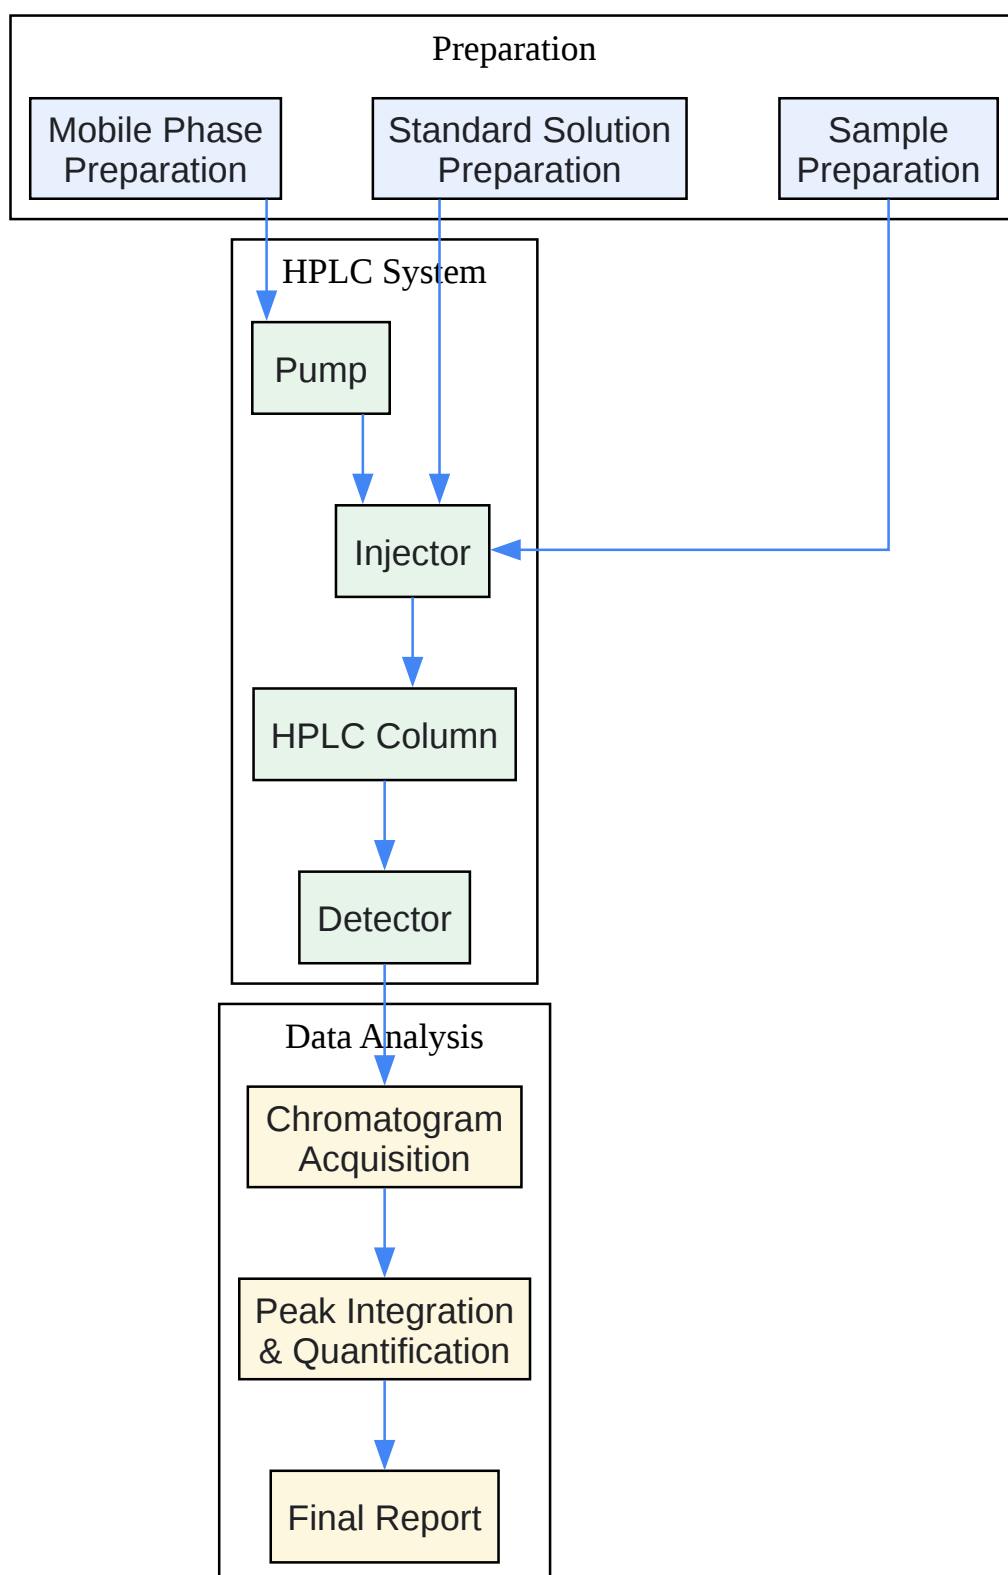 Preparation
Mobile Phase
Preparation
Standard Solution
Preparation
Sample
Preparation
HPLC System
Pump
Injector
HPLC Column
Detector
Data Analysis
Chromatogram
Acquisition
Peak Integration
& Quantification
Final Report